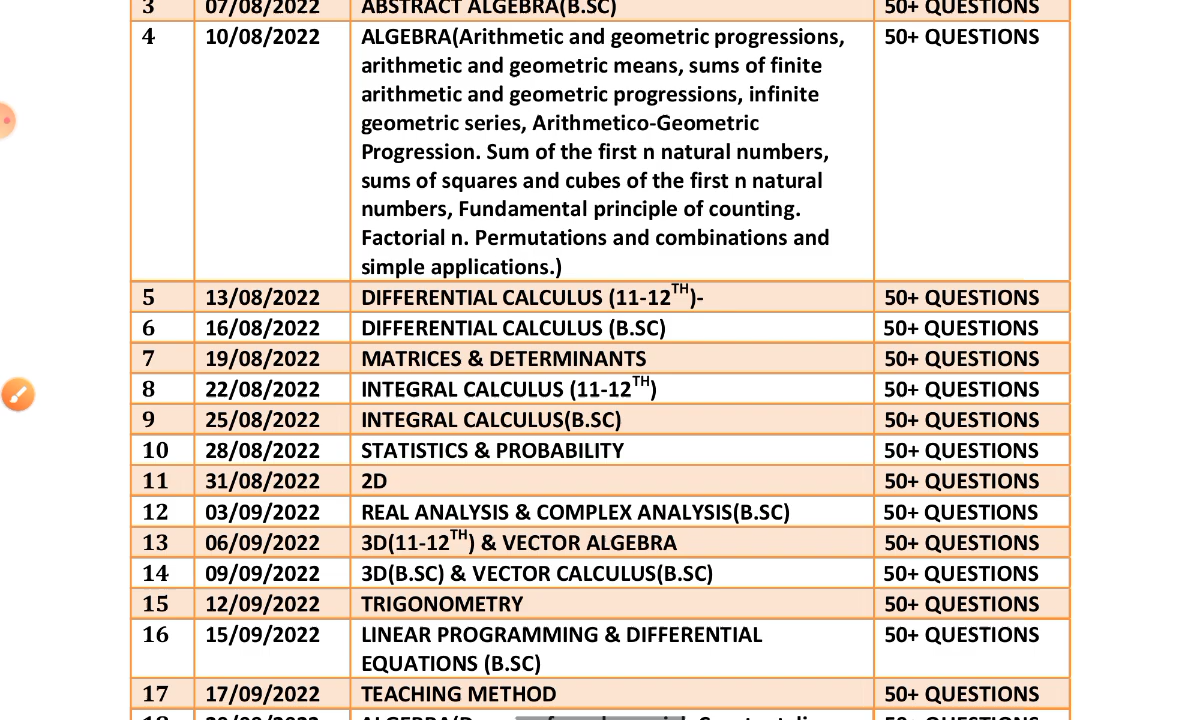 3 07/08/2022 ABSTRACT ALGEBRA(B.SC) 50+ QUESTIONS
4 10/08/2022 ALGEBRA(Arithmetic and geometric progressions, 50+ QUESTIONS
arithmetic and geometric means, sums of finite
arithmetic and geometric progressions, infinite
geometric series, Arithmetico-Geometric
Progression. Sum of the first n natural numbers,
sums of squares and cubes of the first n natural
numbers, Fundamental principle of counting.
Factorial n. Permutations and combinations and
simple applications.)
5 13/08/2022 DIFFERENTIAL CALCULUS (11-12TH)- 50+ QUESTIONS
6 16/08/2022 DIFFERENTIAL CALCULUS (B.SC) 50+ QUESTIONS
7 19/08/2022 MATRICES & DETERMINANTS 50+ QUESTIONS
8 22/08/2022 INTEGRAL CALCULUS (11-12TH) 50+ QUESTIONS
9 25/08/2022 INTEGRAL CALCULUS(B.SC) 50+ QUESTIONS
10 28/08/2022 STATISTICS & PROBABILITY 50+ QUESTIONS
11 31/08/2022 2D 50+ QUESTIONS
12 03/09/2022 REAL ANALYSIS & COMPLEX ANALYSIS(B.SC) 50+ QUESTIONS
13 06/09/2022 3D(11-12TH) & VECTOR ALGEBRA 50+ QUESTIONS
14 09/09/2022 3D(B.SC) & VECTOR CALCULUS(B.SC) 50+ QUESTIONS
15 12/09/2022 TRIGONOMETRY 50+ QUESTIONS
16 15/09/2022 LINEAR PROGRAMMING & DIFFERENTIAL 50+ QUESTIONS
EQUATIONS (B.SC)
17 17/09/2022 TEACHING METHOD 50+ QUESTIONS